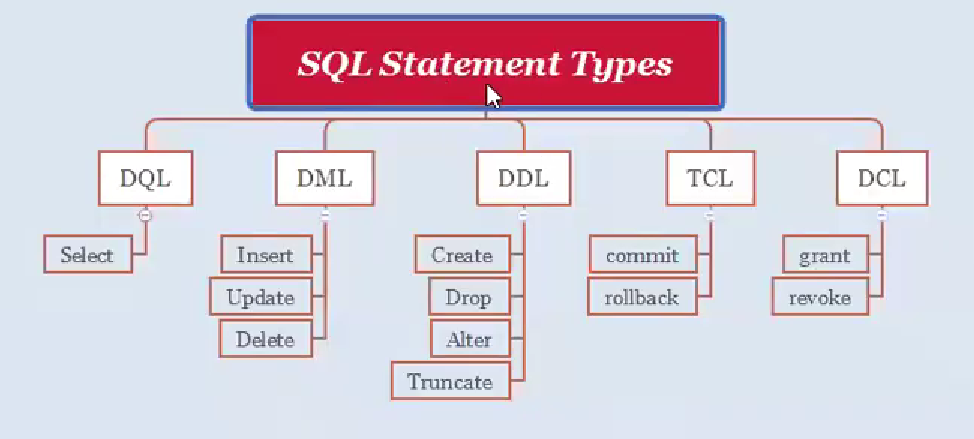 SQL Statement Types
DQL
DML
DDL
TCL
DCL
Select
Insert
Update
Delete
Create
Drop
Alter
Truncate
commit
rollback
grant
revoke